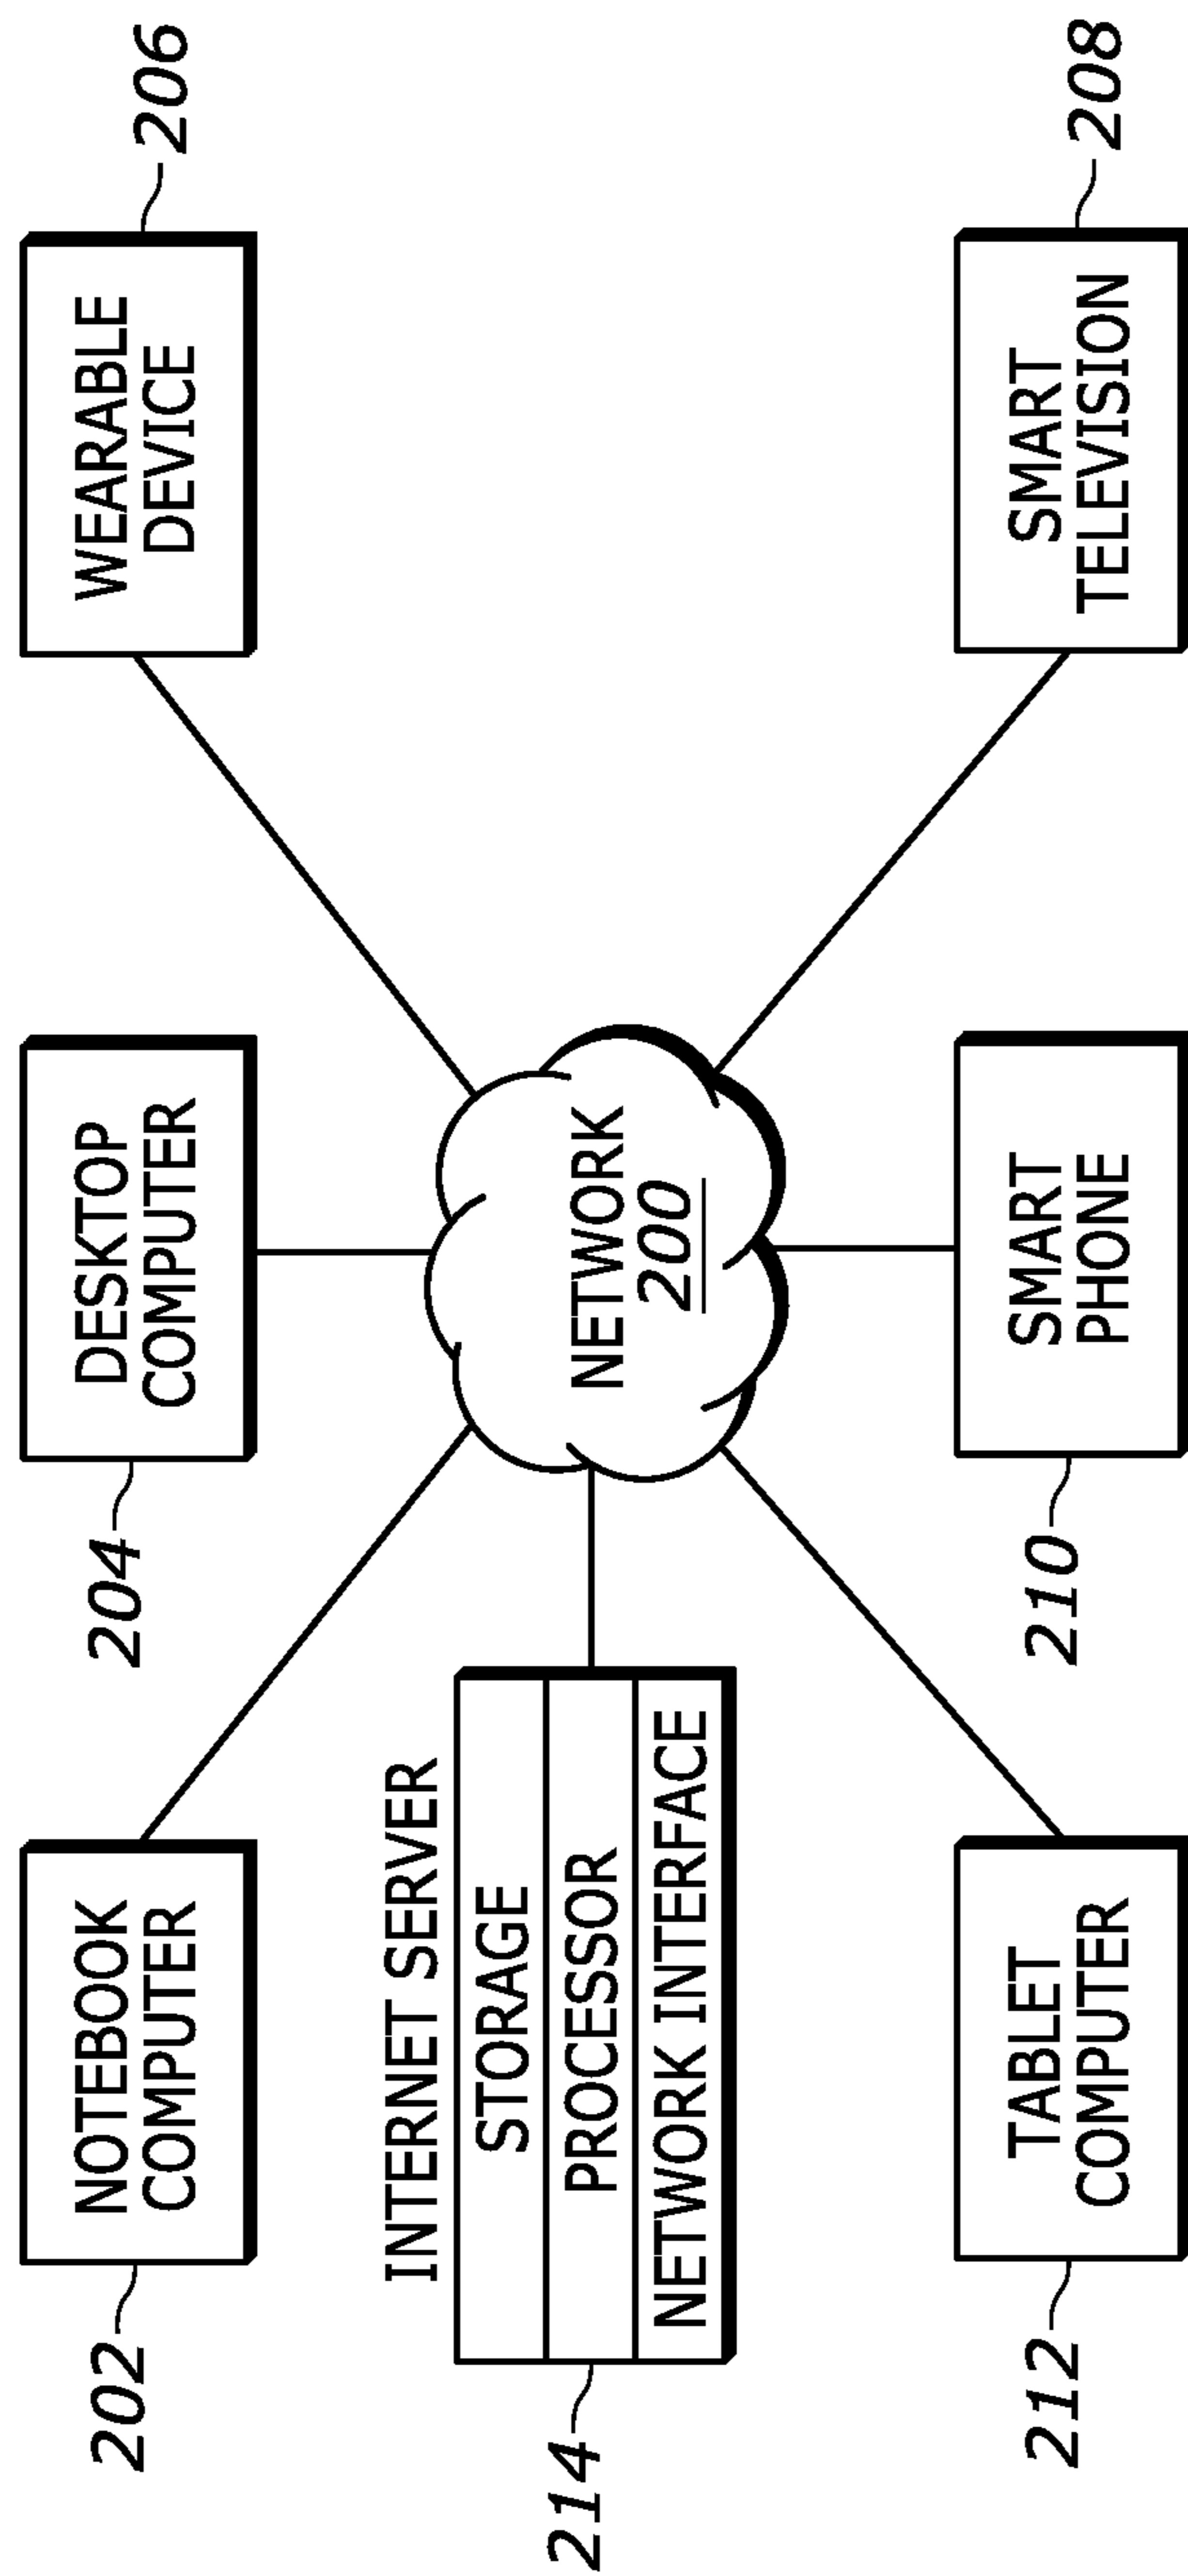 202
NOTEBOOK
COMPUTER
204
DESKTOP
COMPUTER
WEARABLE
DEVICE
206
INTERNET SERVER
214
STORAGE
PROCESSOR
NETWORK INTERFACE
NETWORK
200
212
TABLET
COMPUTER
210
SMART
PHONE
SMART
TELEVISION
208